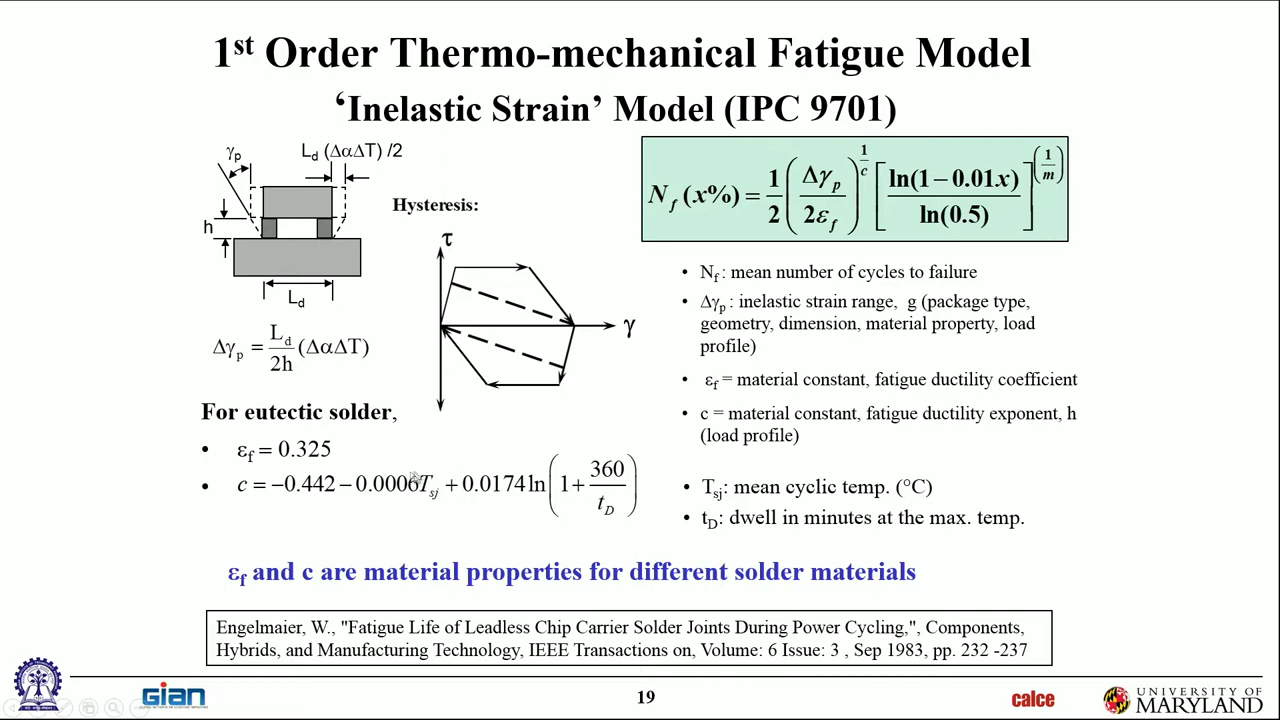 1st Order Thermo-mechanical Fatigue Model
‘Inelastic Strain’ Model (IPC 9701)
γp
Ld (ΔαΔT) /2
h
Ld
Hysteresis:
τ
γ
Δγp = Ld/2h (ΔαΔT)
For eutectic solder,
• εf = 0.325
• c = −0.442 − 0.0006Tsj + 0.0174 ln(1 + 360/tD)
Nf (x%) = 1/2 (Δγp/2εf)^(1/c) [ln(1 − 0.01x)/ln(0.5)]^(1/m)
• Nf : mean number of cycles to failure
• Δγp : inelastic strain range, g (package type,
geometry, dimension, material property, load
profile)
• εf = material constant, fatigue ductility coefficient
• c = material constant, fatigue ductility exponent, h
(load profile)
• Tsj: mean cyclic temp. (°C)
• tD: dwell in minutes at the max. temp.
εf and c are material properties for different solder materials
Engelmaier, W., "Fatigue Life of Leadless Chip Carrier Solder Joints During Power Cycling,", Components,
Hybrids, and Manufacturing Technology, IEEE Transactions on, Volume: 6 Issue: 3 , Sep 1983, pp. 232 -237
GIAN
19
calce
UNIVERSITY OF
MARYLAND